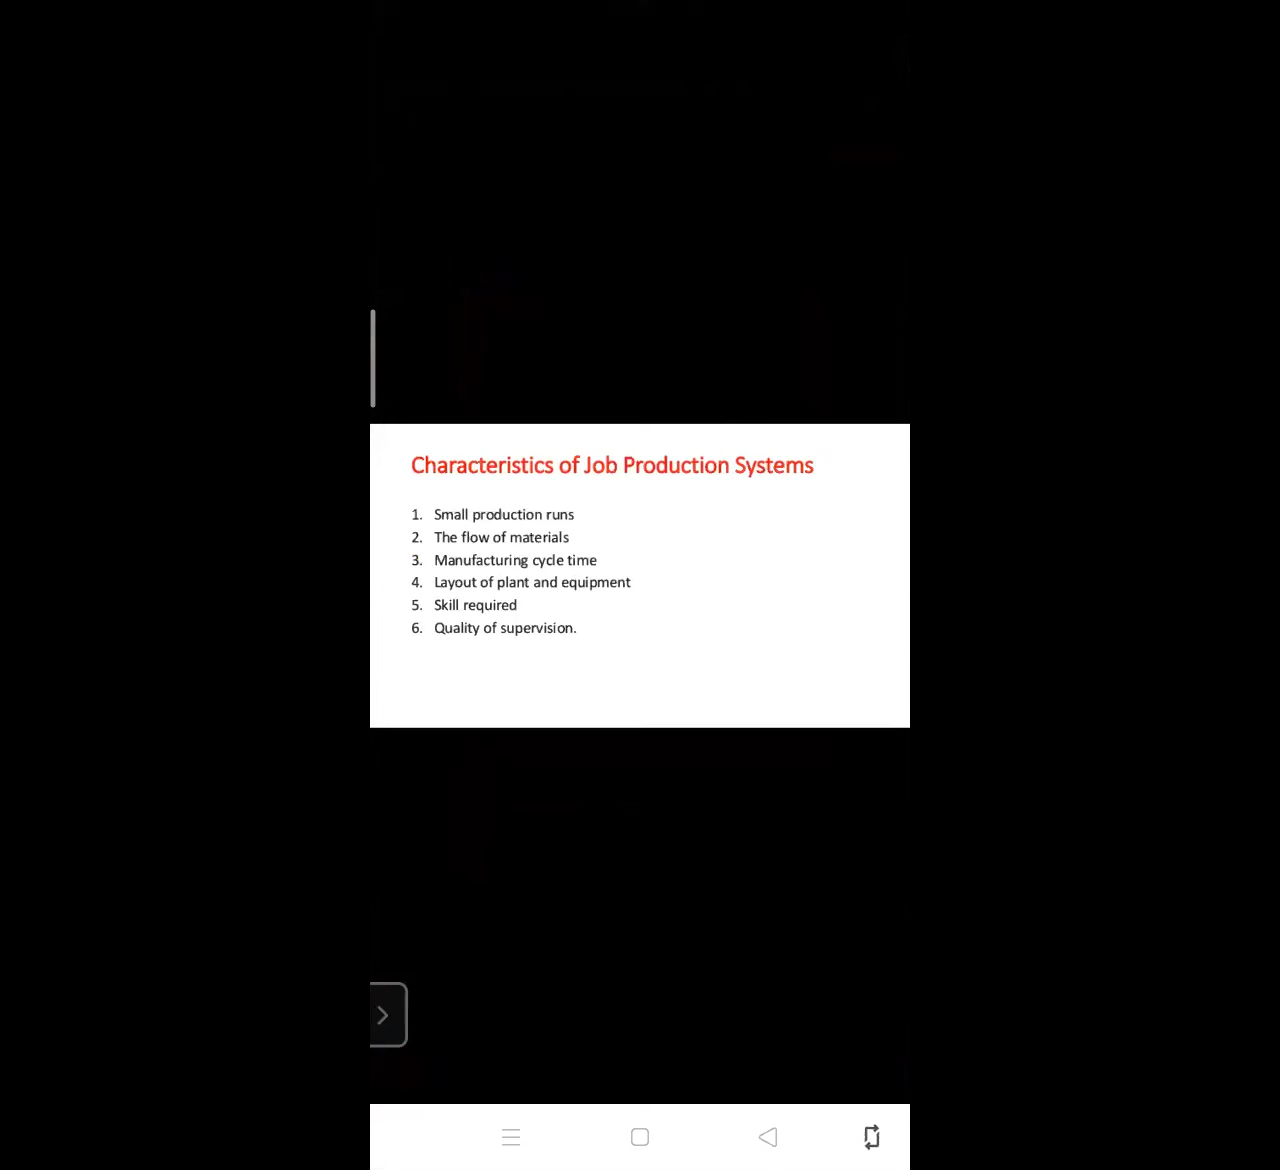 Characteristics of Job Production Systems
1. Small production runs
2. The flow of materials
3. Manufacturing cycle time
4. Layout of plant and equipment
5. Skill required
6. Quality of supervision.